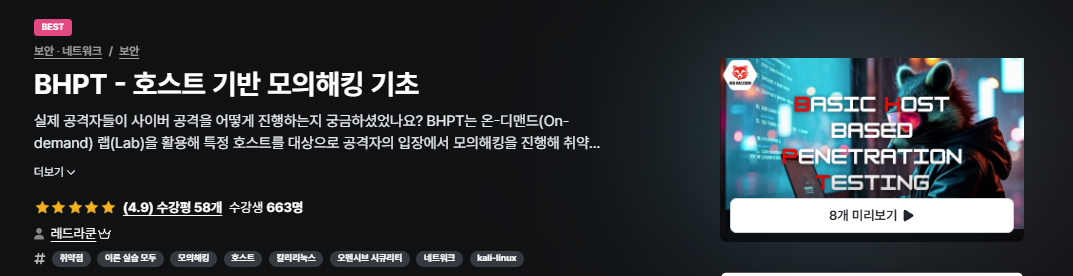 BEST
보안 · 네트워크 / 보안
BHPT - 호스트 기반 모의해킹 기초
실제 공격자들이 사이버 공격을 어떻게 진행하는지 궁금하셨었나요? BHPT는 온-디맨드(On-
demand) 랩(Lab)을 활용해 특정 호스트를 대상으로 공격자의 입장에서 모의해킹을 진행해 취약...
더보기
(4.9) 수강평 58개 수강생 663명
레드라쿤
# 취약점 이론 실습 모두 모의해킹 호스트 칼리리눅스 오펜시브 시큐리티 네트워크 kali-linux
RED RACCOON
BASIC HOST
BASED
PENETRATION
TESTING
8개 미리보기